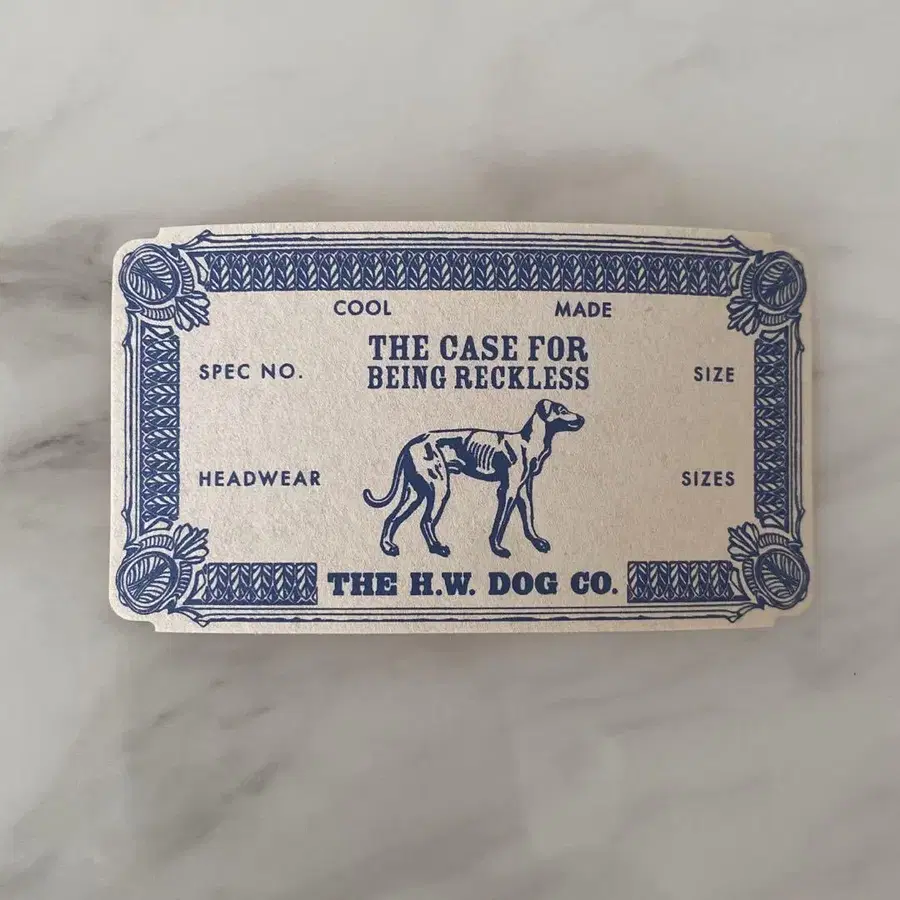 COOL MADE
THE CASE FOR
BEING RECKLESS
SPEC NO. SIZE
HEADWEAR SIZES
THE H.W. DOG CO.